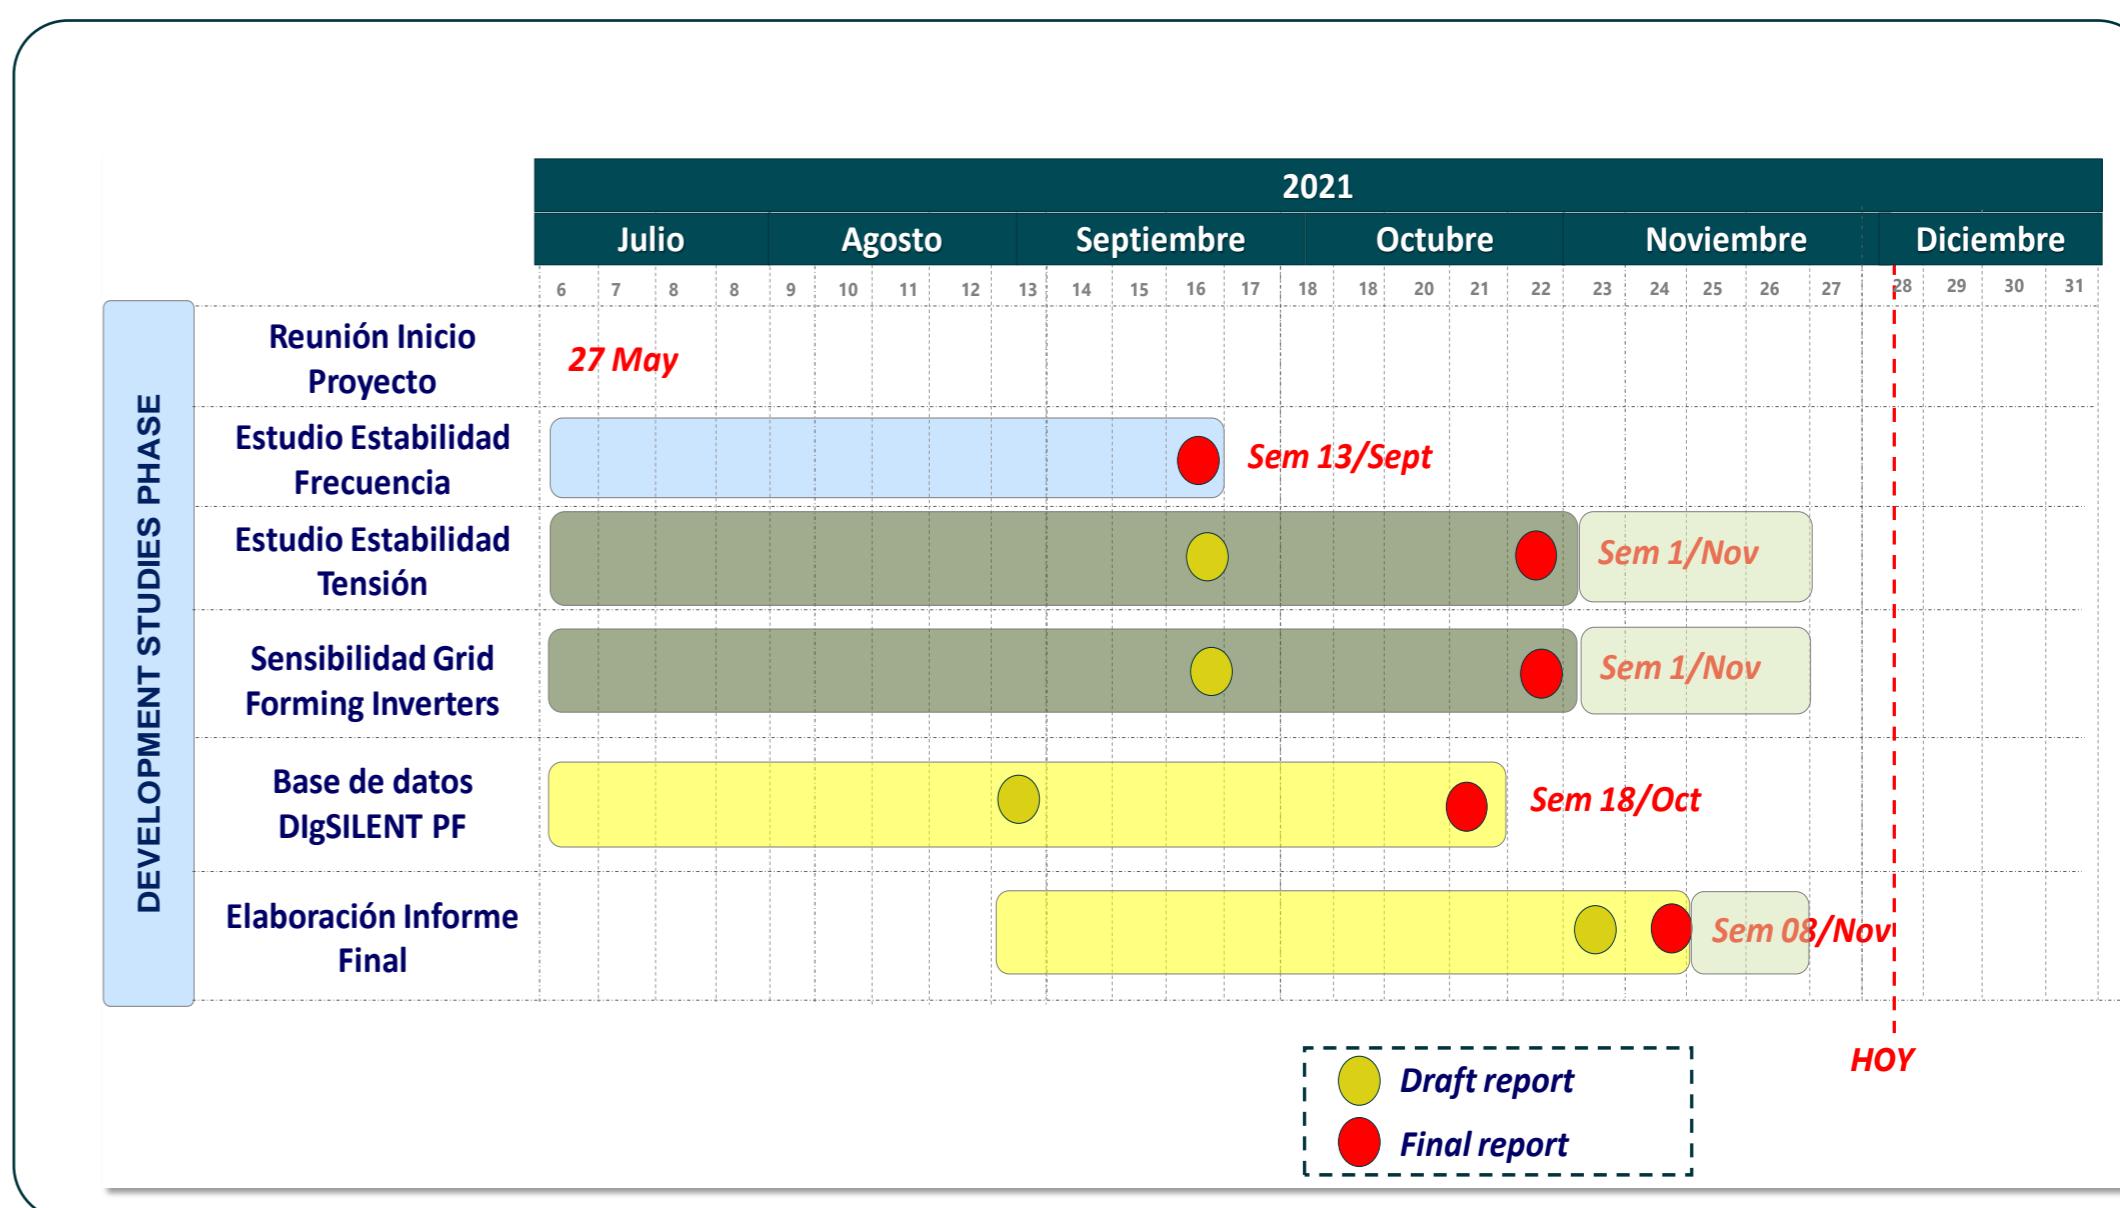 2021
Julio Agosto Septiembre Octubre Noviembre Diciembre
6 7 8 8 9 10 11 12 13 14 15 16 17 18 18 20 21 22 23 24 25 26 27 28 29 30 31
DEVELOPMENT STUDIES PHASE
Reunión Inicio
Proyecto
27 May
Estudio Estabilidad
Frecuencia
Sem 13/Sept
Estudio Estabilidad
Tensión
Sem 1/Nov
Sensibilidad Grid
Forming Inverters
Sem 1/Nov
Base de datos
DIgSILENT PF
Sem 18/Oct
Elaboración Informe
Final
Sem 08/Nov
HOY
Draft report
Final report